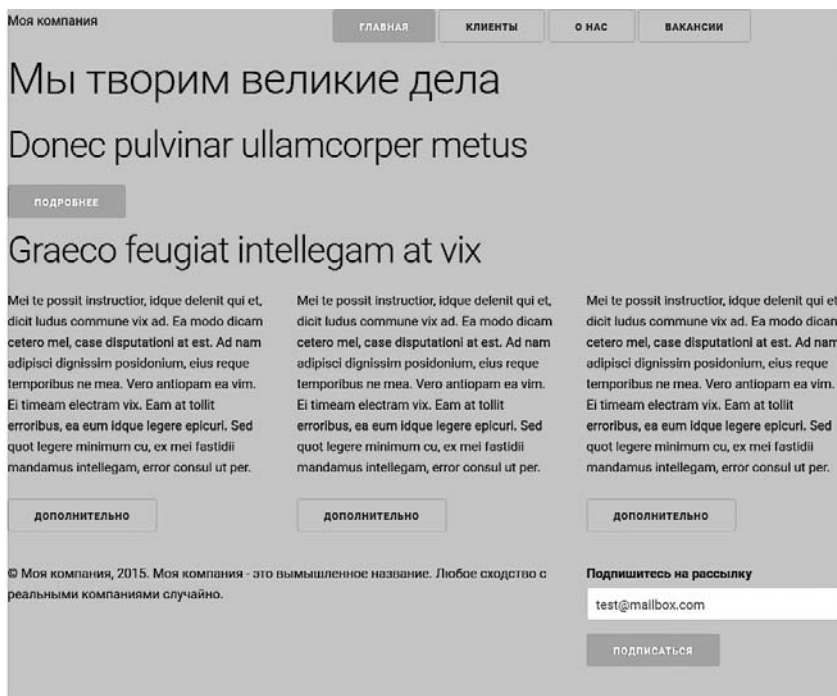 Моя компания
ГЛАВНАЯ
КЛИЕНТЫ
О НАС
ВАКАНСИИ
Мы творим великие дела
Donec pulvinar ullamcorper metus
ПОДРОБНЕЕ
Graeco feugiat intellegam at vix
Mei te possit instructior, idque delenit qui et,
dicit ludus commune vix ad. Ea modo dicam
cetero mel, case disputationi at est. Ad nam
adipisci dignissim posidonium, eius reque
temporibus ne mea. Vero antiopam ea vim.
Ei timeam electram vix. Eam at tollit
erroribus, ea eum idque legere epicuri. Sed
quot legere minimum cu, ex mei fastidii
mandamus intellegam, error consul ut per.
ДОПОЛНИТЕЛЬНО
Mei te possit instructior, idque delenit qui et,
dicit ludus commune vix ad. Ea modo dicam
cetero mel, case disputationi at est. Ad nam
adipisci dignissim posidonium, eius reque
temporibus ne mea. Vero antiopam ea vim.
Ei timeam electram vix. Eam at tollit
erroribus, ea eum idque legere epicuri. Sed
quot legere minimum cu, ex mei fastidii
mandamus intellegam, error consul ut per.
ДОПОЛНИТЕЛЬНО
Mei te possit instructior, idque delenit qui et
dicit ludus commune vix ad. Ea modo dicam
cetero mel, case disputationi at est. Ad nam
adipisci dignissim posidonium, eius reque
temporibus ne mea. Vero antiopam ea vim.
Ei timeam electram vix. Eam at tollit
erroribus, ea eum idque legere epicuri. Sed
quot legere minimum cu, ex mei fastidii
mandamus intellegam, error consul ut per.
ДОПОЛНИТЕЛЬНО
© Моя компания, 2015. Моя компания - это вымышленное название. Любое сходство с
реальными компаниями случайно.
Подпишитесь на рассылку
test@mailbox.com
ПОДПИСАТЬСЯ